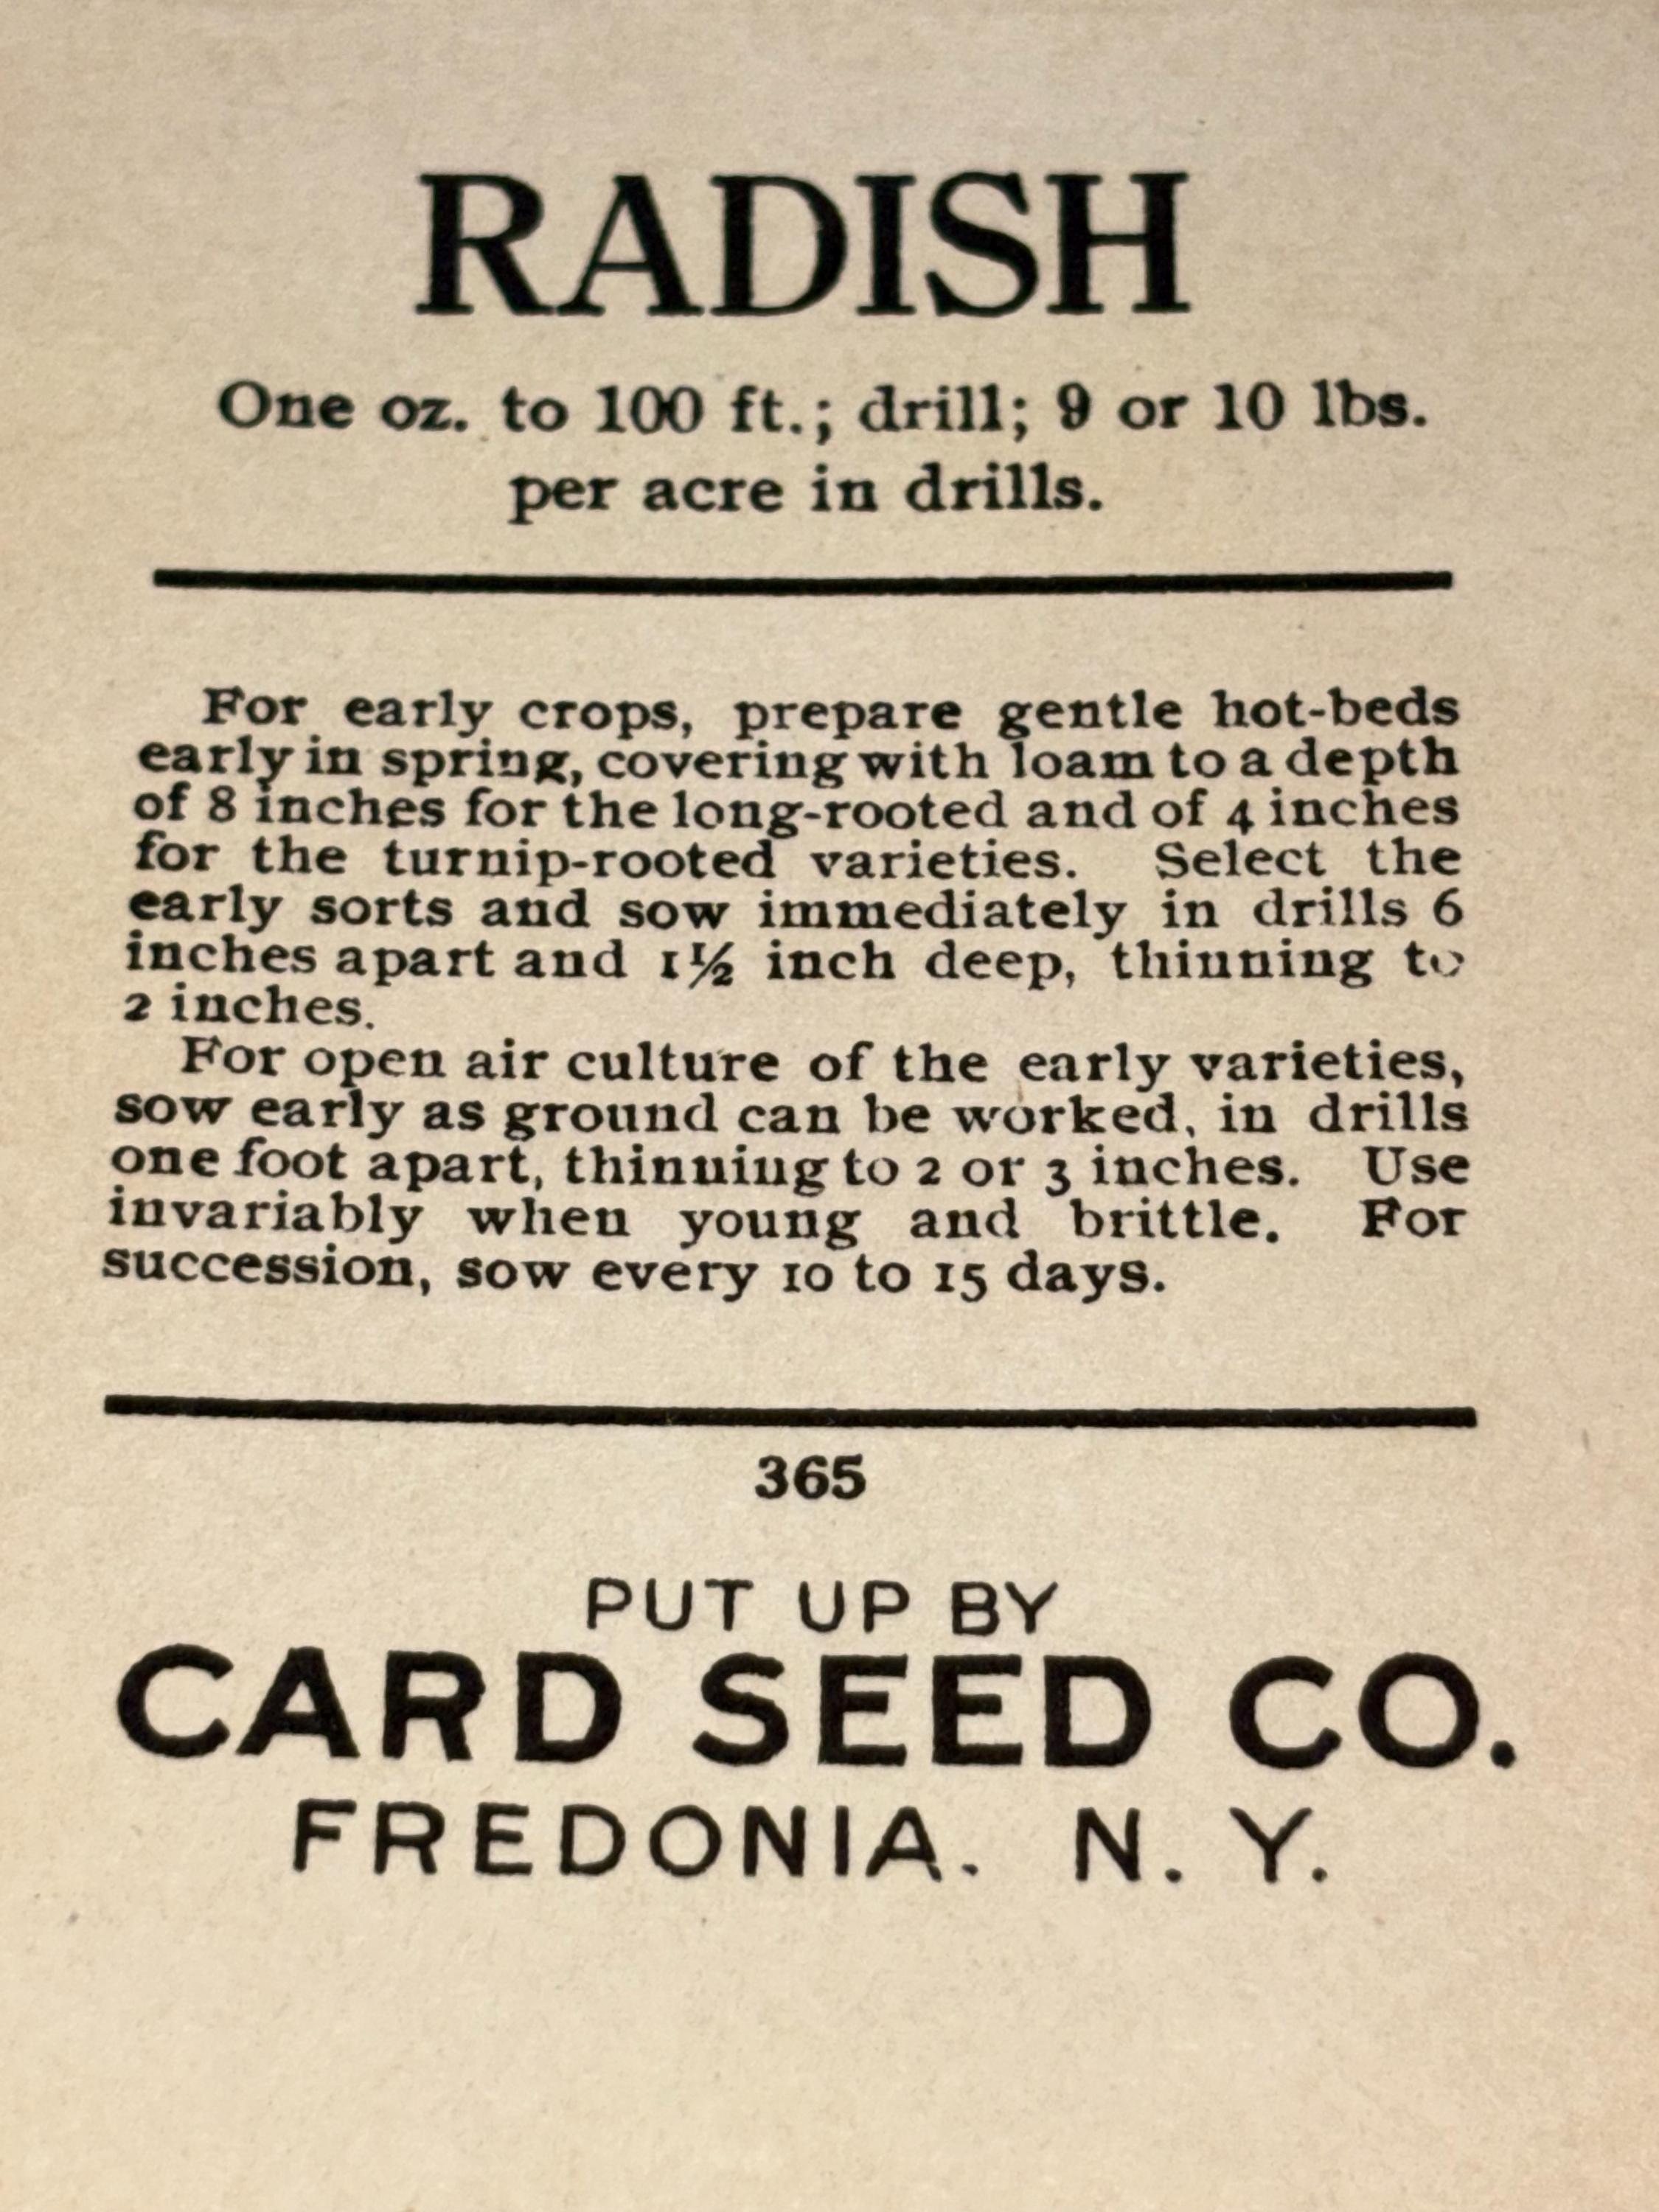 RADISH
One oz. to 100 ft.; drill; 9 or 10 lbs.
per acre in drills.
For early crops, prepare gentle hot-beds
early in spring, covering with loam to a depth
of 8 inches for the long-rooted and of 4 inches
for the turnip-rooted varieties. Select the
early sorts and sow immediately in drills 6
inches apart and 1½ inch deep, thinning to
2 inches.
For open air culture of the early varieties,
sow early as ground can be worked, in drills
one foot apart, thinning to 2 or 3 inches. Use
invariably when young and brittle. For
succession, sow every 10 to 15 days.
365
PUT UP BY
CARD SEED CO.
FREDONIA. N. Y.